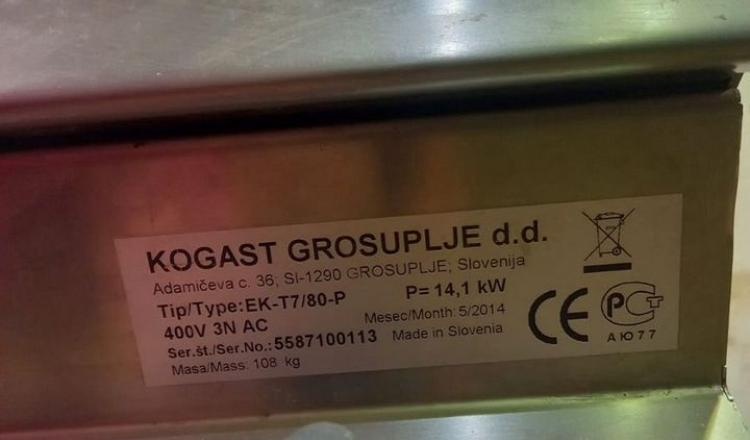 KOGAST GROSUPLJE d.d.
Adamičeva c. 36; SI-1290 GROSUPLJE; Slovenija
Tip/Type:EK-T7/80-P P= 14,1 kW
400V 3N AC Mesec/Month: 5/2014
Ser.št./Ser.No.:5587100113 Made in Slovenia
Masa/Mass: 108 kg
CE РСТ
АЮ77